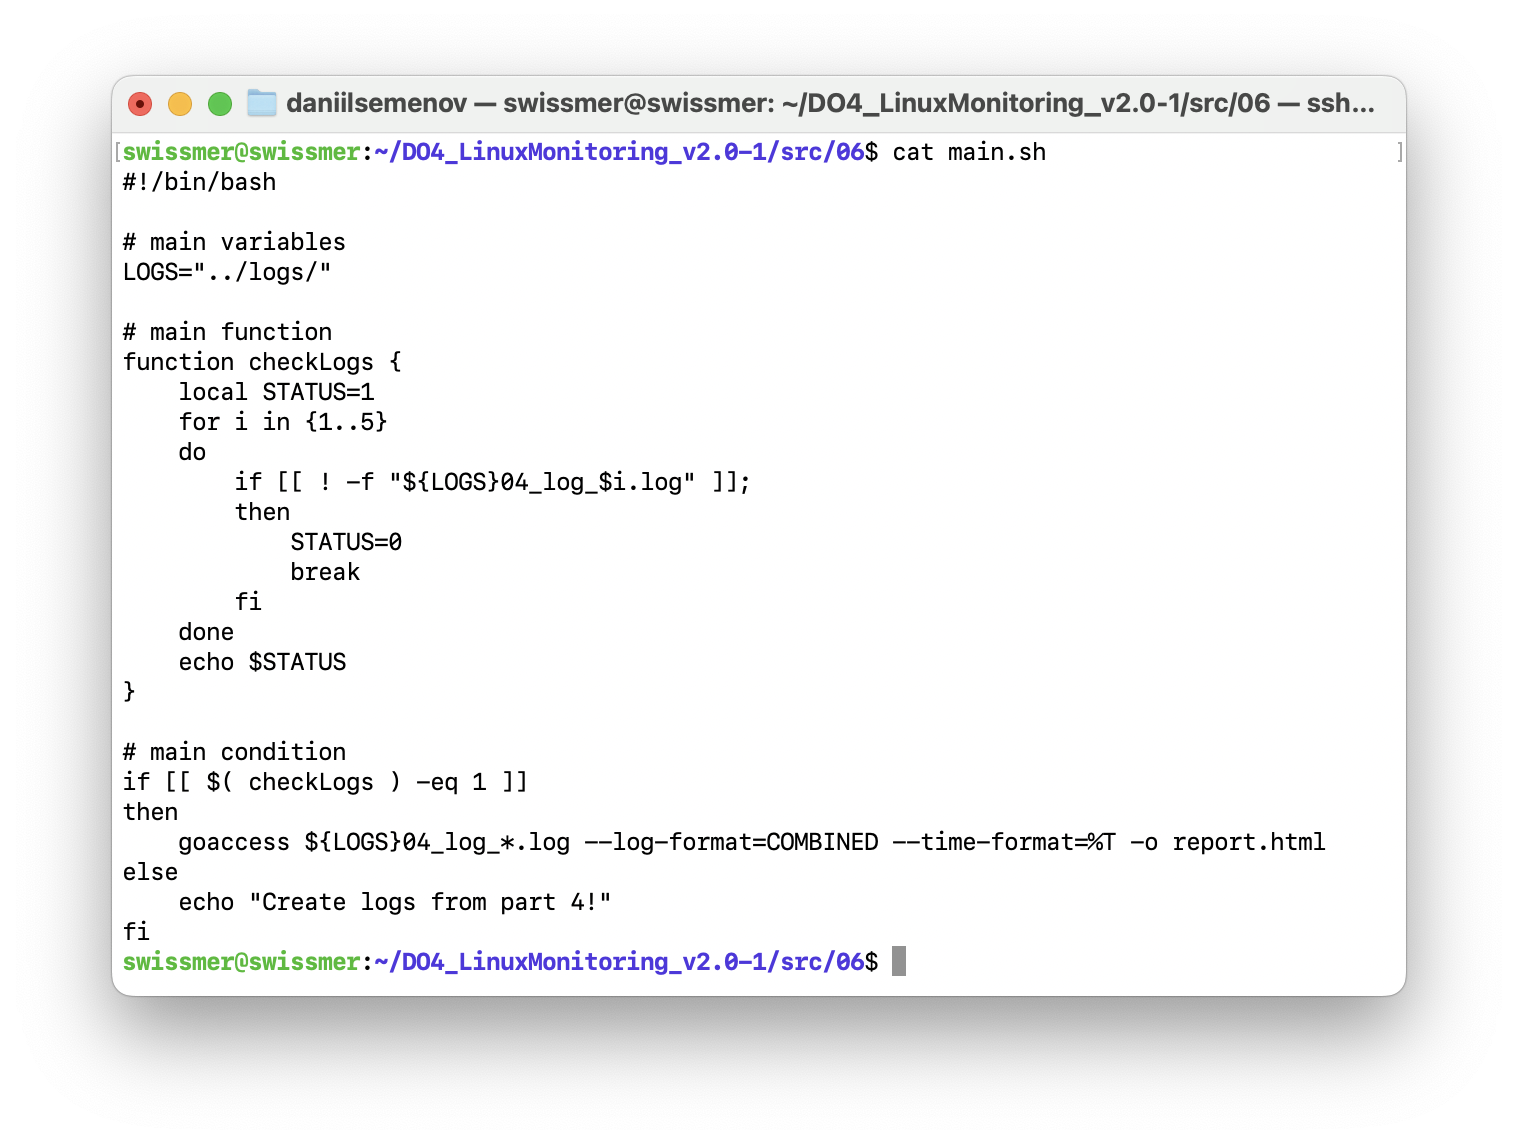 daniilsemenov — swissmer@swissmer: ~/DO4_LinuxMonitoring_v2.0-1/src/06 — ssh...
[swissmer@swissmer:~/DO4_LinuxMonitoring_v2.0-1/src/06$ cat main.sh ]
#!/bin/bash

# main variables
LOGS="../logs/"

# main function
function checkLogs {
    local STATUS=1
    for i in {1..5}
    do
        if [[ ! -f "${LOGS}04_log_$i.log" ]];
        then
            STATUS=0
            break
        fi
    done
    echo $STATUS
}

# main condition
if [[ $( checkLogs ) -eq 1 ]]
then
    goaccess ${LOGS}04_log_*.log --log-format=COMBINED --time-format=%T -o report.html
else
    echo "Create logs from part 4!"
fi
swissmer@swissmer:~/DO4_LinuxMonitoring_v2.0-1/src/06$